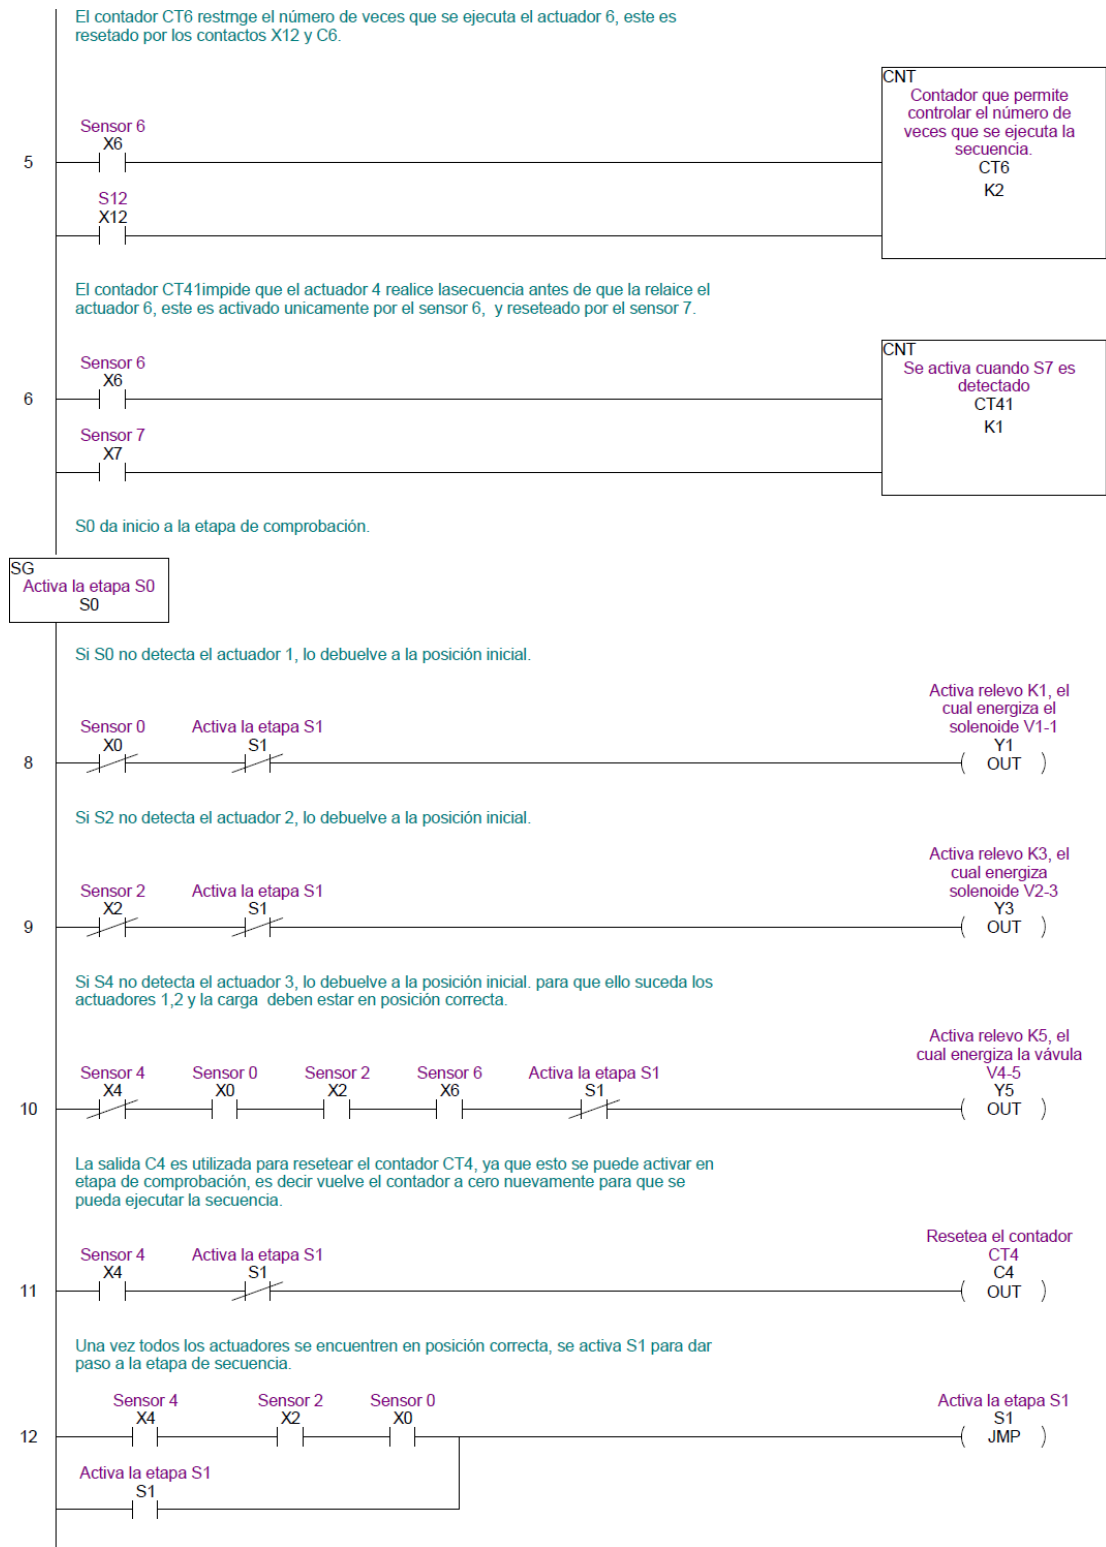 El contador CT6 restrnge el número de veces que se ejecuta el actuador 6, este es
resetado por los contactos X12 y C6.
CNT
Contador que permite
controlar el número de
veces que se ejecuta la
secuencia.
CT6
K2
Sensor 6
X6
5
S12
X12
El contador CT41impide que el actuador 4 realice lasecuencia antes de que la relaice el
actuador 6, este es activado unicamente por el sensor 6, y reseteado por el sensor 7.
CNT
Se activa cuando S7 es
detectado
CT41
K1
Sensor 6
X6
6
Sensor 7
X7
S0 da inicio a la etapa de comprobación.
SG
Activa la etapa S0
S0
Si S0 no detecta el actuador 1, lo debuelve a la posición inicial.
Activa relevo K1, el
cual energiza el
solenoide V1-1
Sensor 0 Activa la etapa S1
X0 S1 Y1
8 OUT
Si S2 no detecta el actuador 2, lo debuelve a la posición inicial.
Activa relevo K3, el
cual energiza
solenoide V2-3
Sensor 2 Activa la etapa S1
X2 S1 Y3
9 OUT
Si S4 no detecta el actuador 3, lo debuelve a la posición inicial. para que ello suceda los
actuadores 1,2 y la carga deben estar en posición correcta.
Activa relevo K5, el
cual energiza la vávula
V4-5
Sensor 4 Sensor 0 Sensor 2 Sensor 6 Activa la etapa S1
X4 X0 X2 X6 S1 Y5
10 OUT
La salida C4 es utilizada para resetear el contador CT4, ya que esto se puede activar en
etapa de comprobación, es decir vuelve el contador a cero nuevamente para que se
pueda ejecutar la secuencia.
Resetea el contador
CT4
Sensor 4 Activa la etapa S1
X4 S1 C4
11 OUT
Una vez todos los actuadores se encuentren en posición correcta, se activa S1 para dar
paso a la etapa de secuencia.
Sensor 4 Sensor 2 Sensor 0 Activa la etapa S1
X4 X2 X0 S1
12 JMP
Activa la etapa S1
S1